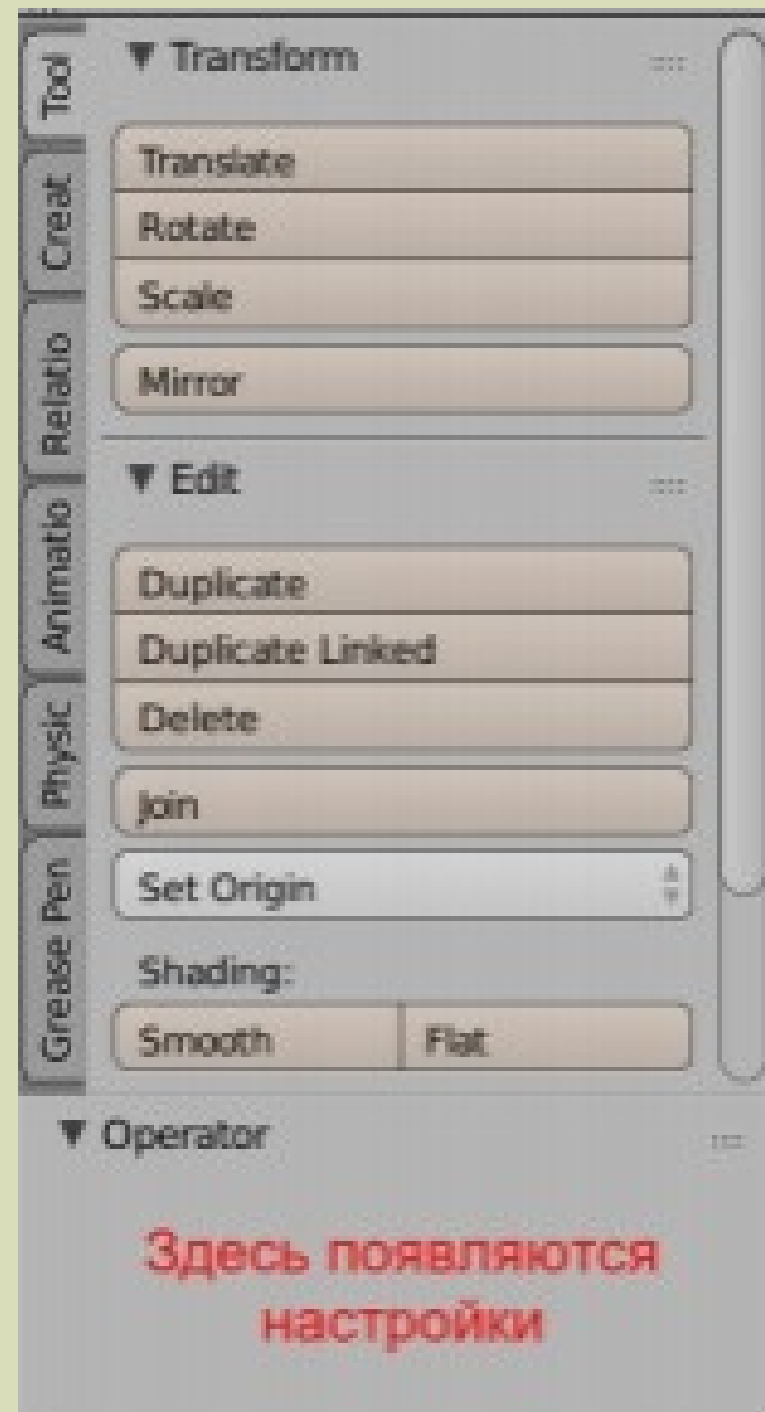 Tool
Creat
Relatio
Animatio
Physic
Grease Pen
Transform
Translate
Rotate
Scale
Mirror
Edit
Duplicate
Duplicate Linked
Delete
Join
Set Origin
Shading:
Smooth Flat
Operator
Здесь появляются
настройки